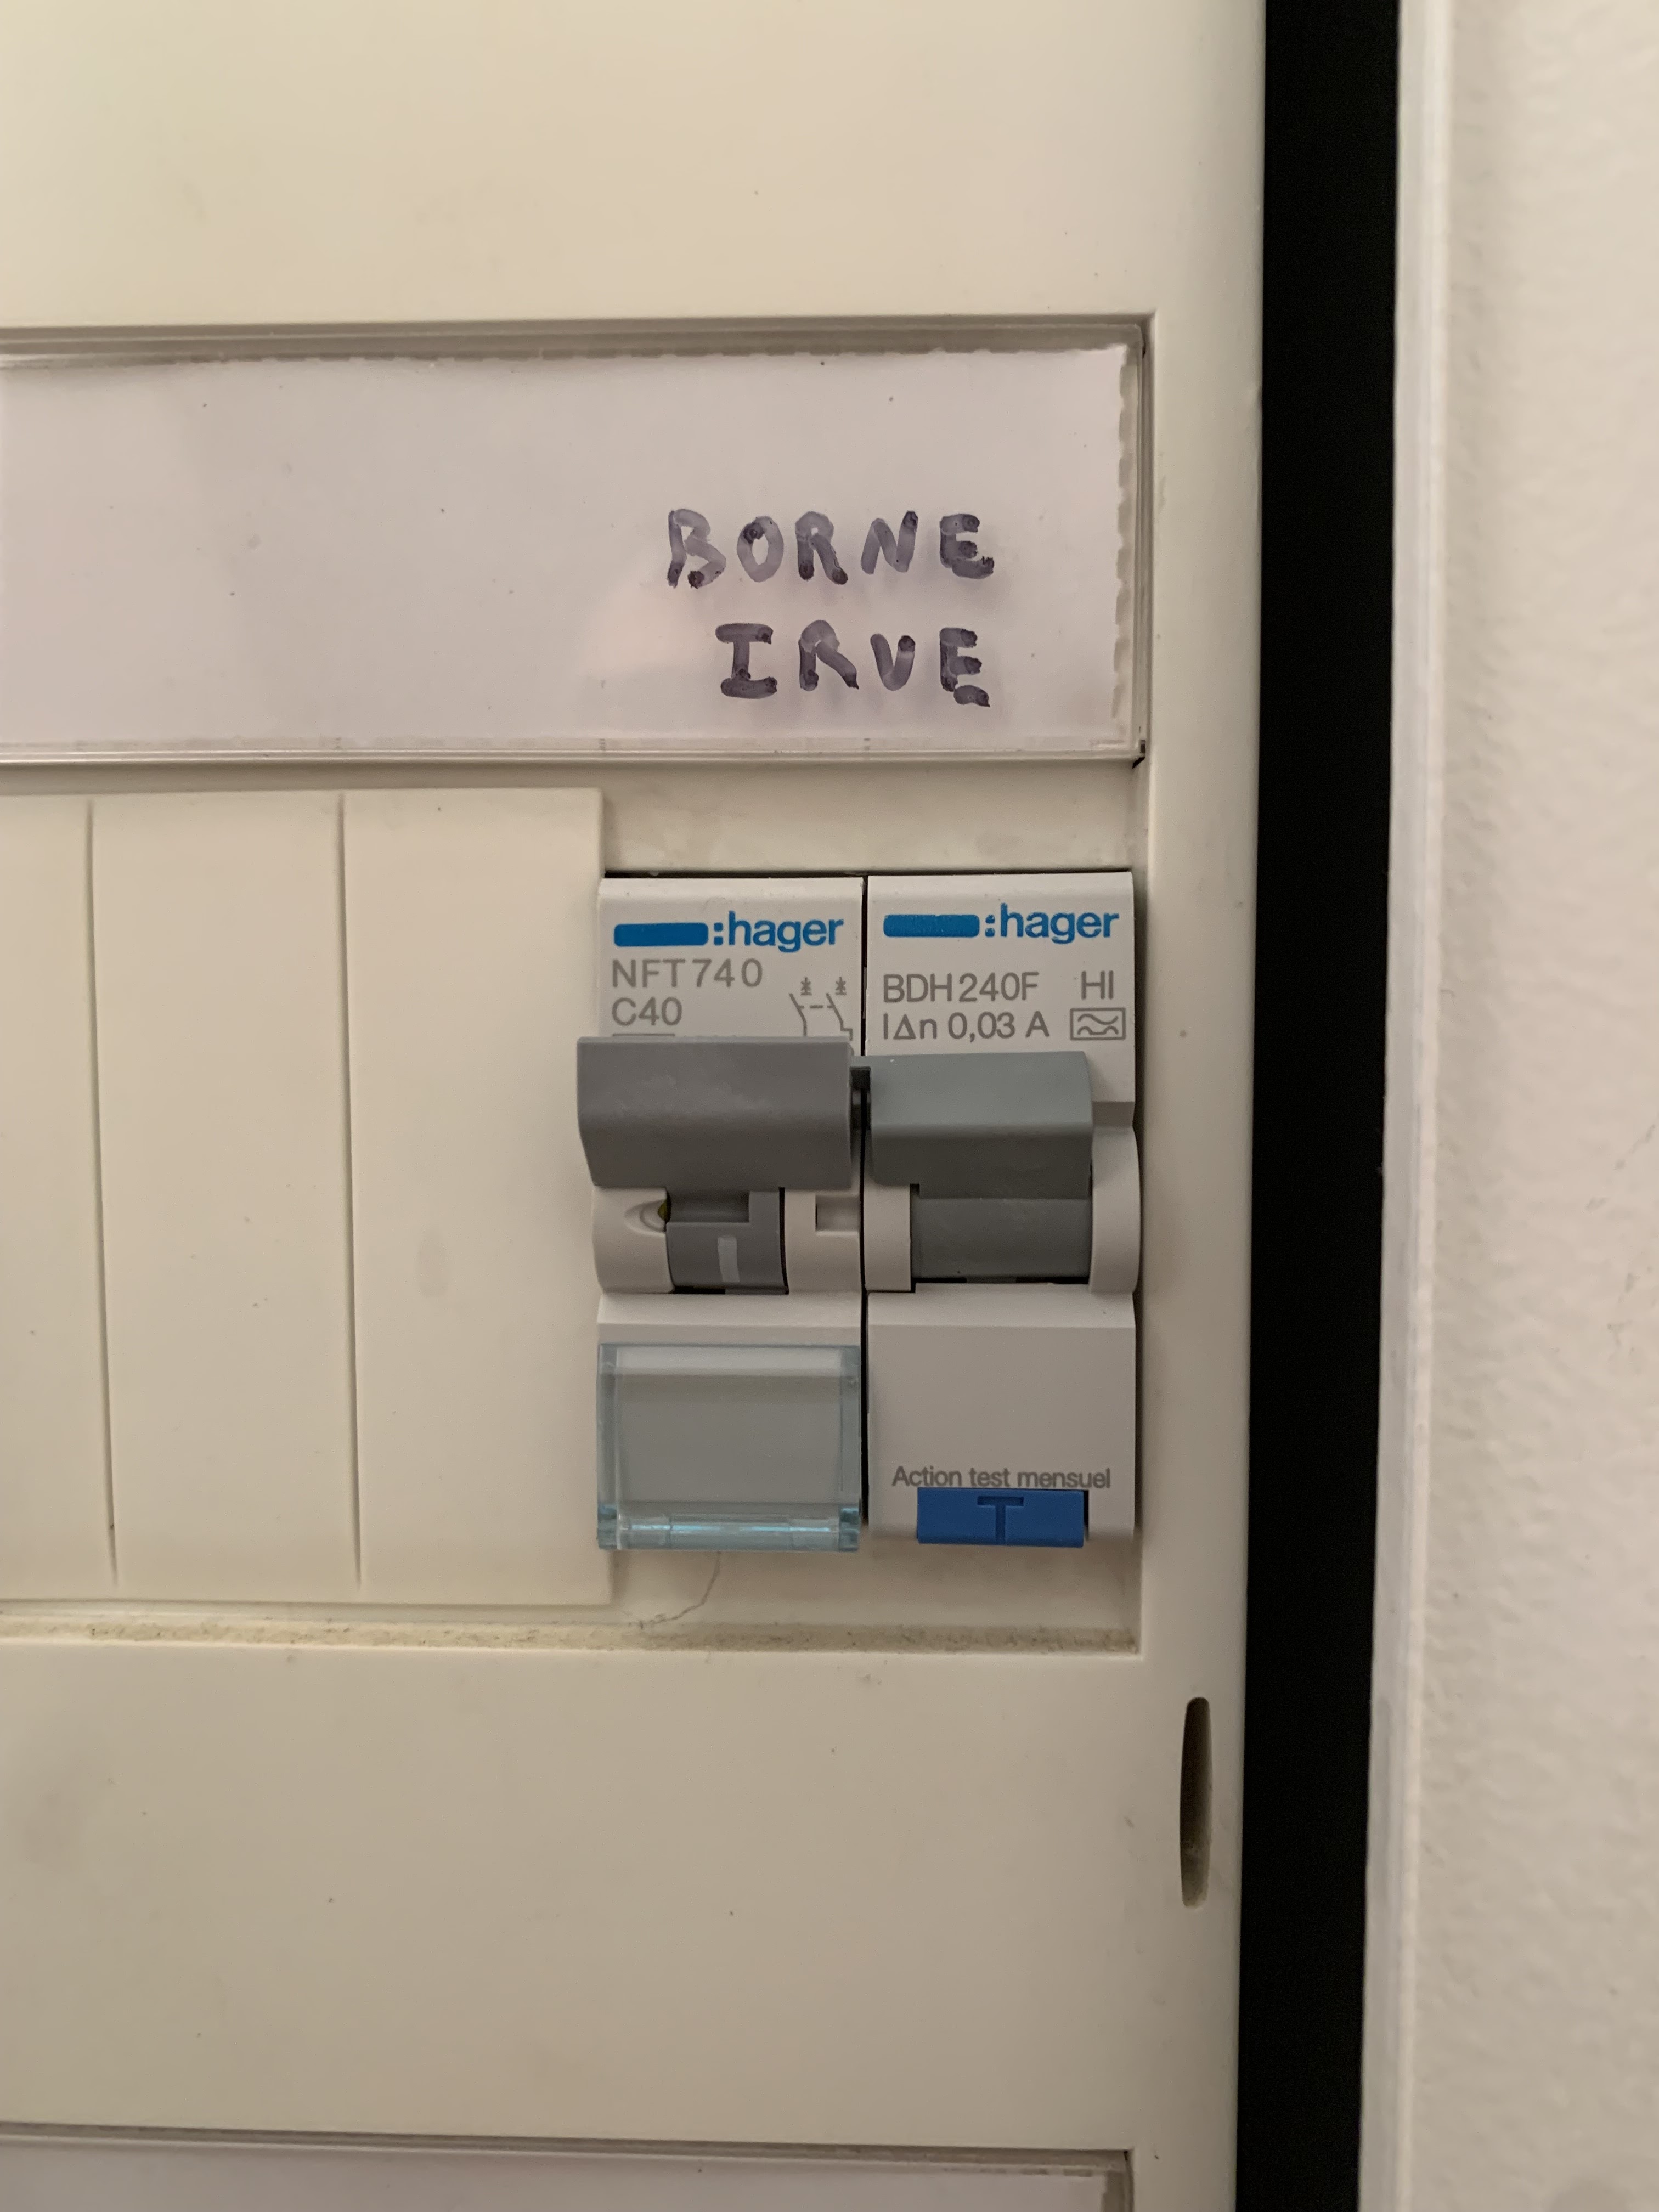 BORNE
IRVE
:hager
NFT740
C40
:hager
BDH240F HI
IΔn 0,03 A
Action test mensuel
T